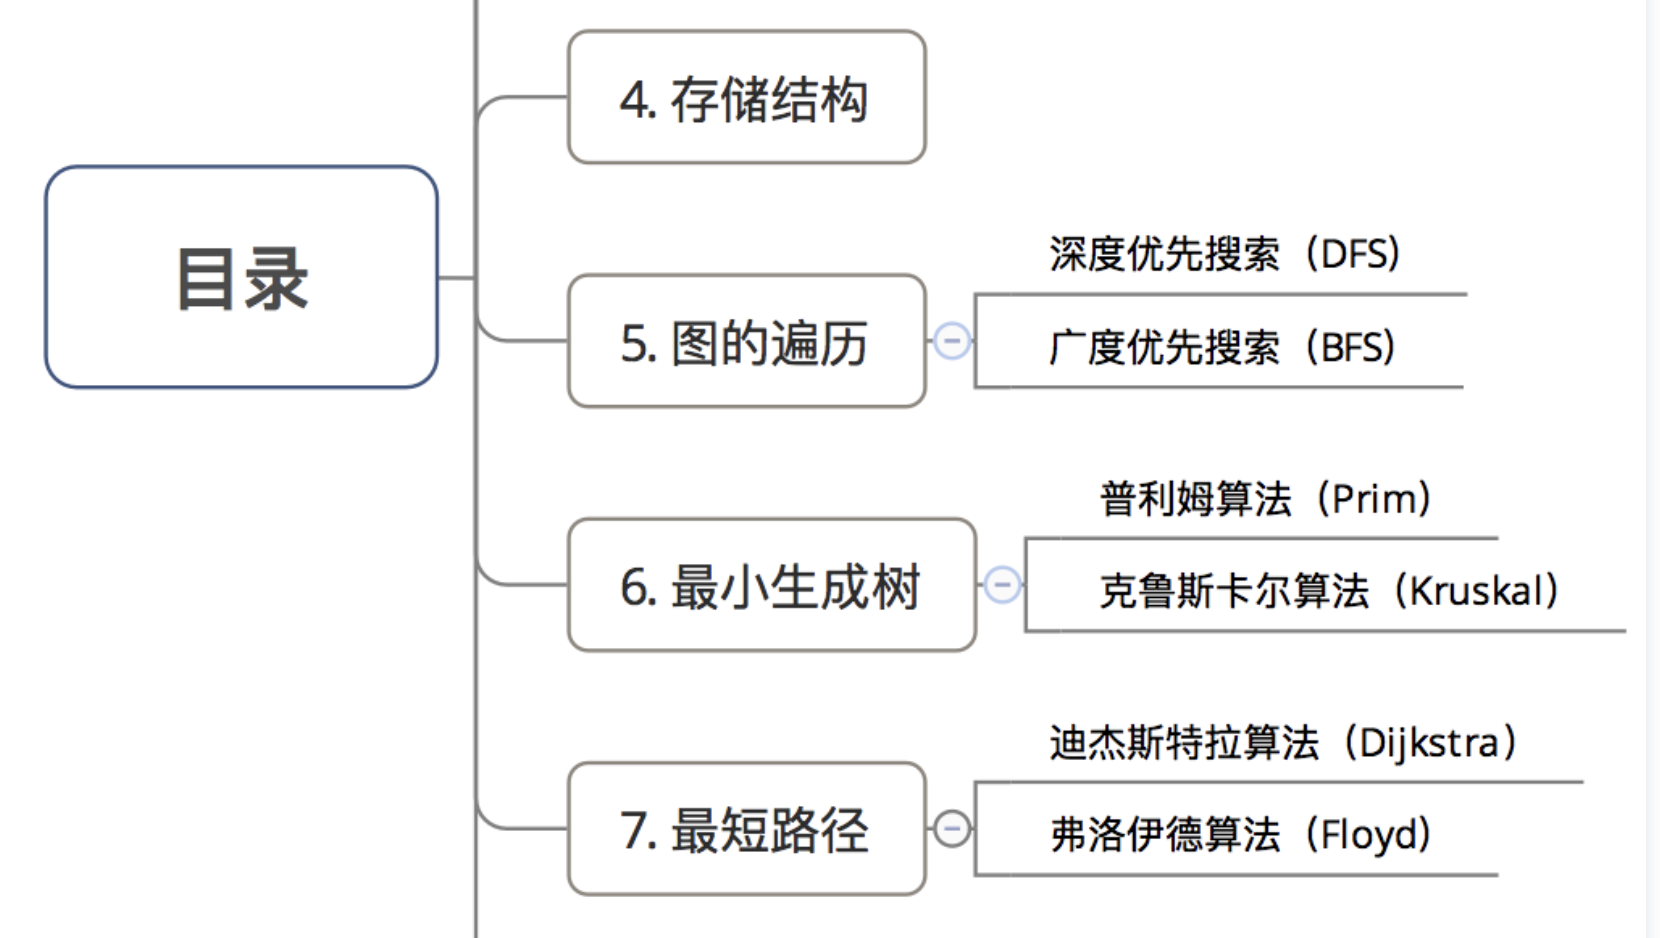 目录
4. 存储结构
5. 图的遍历
深度优先搜索（DFS)
广度优先搜索（BFS)
6. 最小生成树
普利姆算法（Prim）
克鲁斯卡尔算法（Kruskal）
7. 最短路径
迪杰斯特拉算法（Dijkstra）
弗洛伊德算法（Floyd）